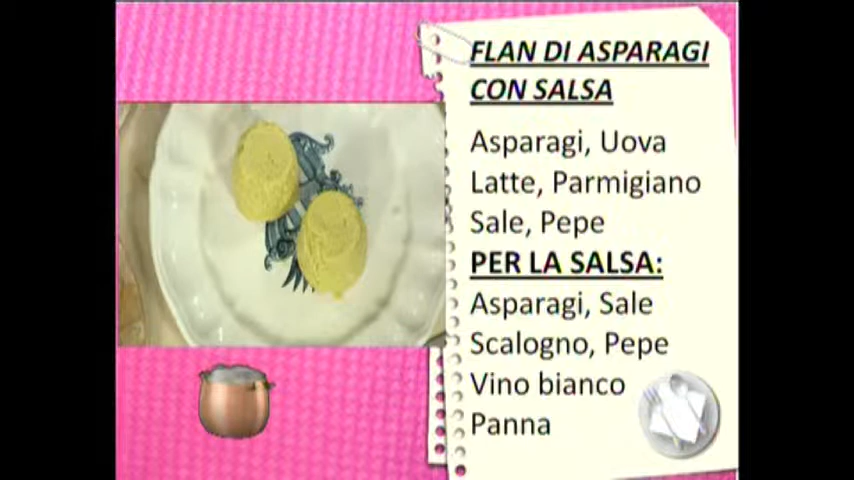 FLAN DI ASPARAGI
CON SALSA
Asparagi, Uova
Latte, Parmigiano
Sale, Pepe
PER LA SALSA:
Asparagi, Sale
Scalogno, Pepe
Vino bianco
Panna